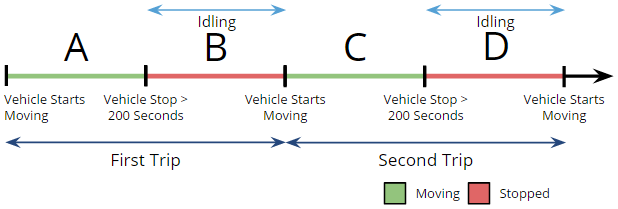 Idling
Idling
A
B
C
D
Vehicle Starts
Moving
Vehicle Stop >
200 Seconds
Vehicle Starts
Moving
Vehicle Stop >
200 Seconds
Vehicle Starts
Moving
First Trip
Second Trip
Moving
Stopped